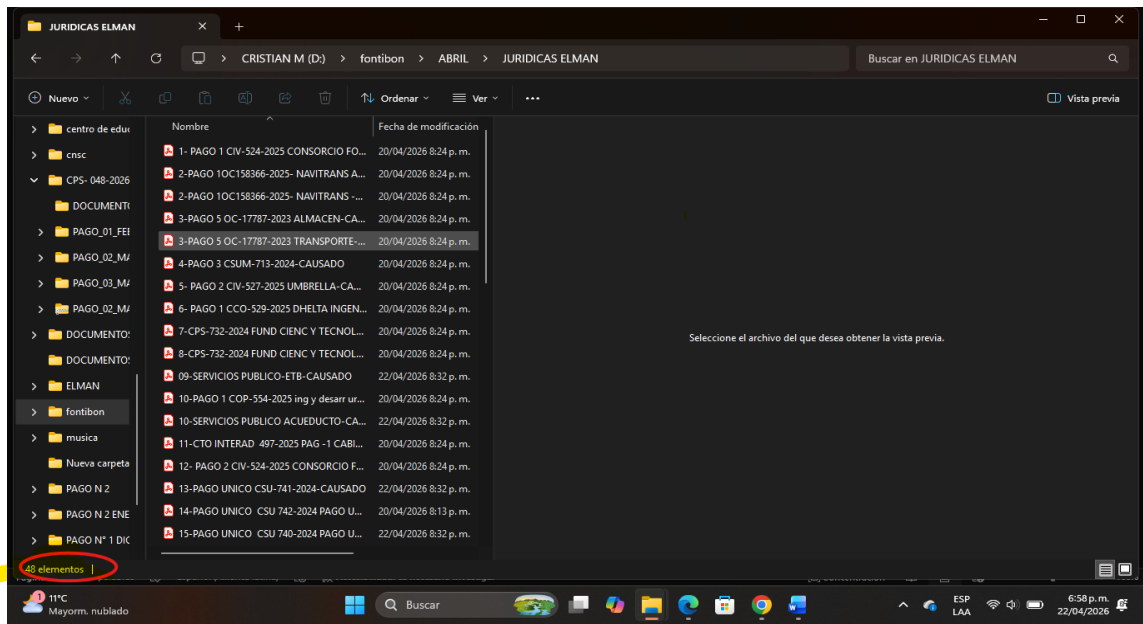 JURIDICAS ELMAN
CRISTIAN M (D:) > fontibon > ABRIL > JURIDICAS ELMAN
Buscar en JURIDICAS ELMAN
Nuevo
Ordenar
Ver
Vista previa
centro de edu
cnsc
CPS- 048-2026
DOCUMENT
PAGO_01_FEE
PAGO_02_MA
PAGO_03_MA
PAGO_02_MA
DOCUMENTO
DOCUMENTO
ELMAN
fontibon
musica
Nueva carpeta
PAGO N 2
PAGO N 2 ENE
PAGO N° 1 DIC
Nombre Fecha de modificación
1- PAGO 1 CIV-524-2025 CONSORCIO FO... 20/04/2026 8:24 p. m.
2-PAGO 1OC158366-2025- NAVITRANS A... 20/04/2026 8:24 p. m.
2-PAGO 1OC158366-2025- NAVITRANS -... 20/04/2026 8:24 p. m.
3-PAGO 5 OC-17787-2023 ALMACEN-CA... 20/04/2026 8:24 p. m.
3-PAGO 5 OC-17787-2023 TRANSPORTE-... 20/04/2026 8:24 p. m.
4-PAGO 3 CSUM-713-2024-CAUSADO 20/04/2026 8:24 p. m.
5- PAGO 2 CIV-527-2025 UMBRELLA-CA... 20/04/2026 8:24 p. m.
6- PAGO 1 CCO-529-2025 DHELTA INGEN... 20/04/2026 8:24 p. m.
7-CPS-732-2024 FUND CIENC Y TECNOL... 20/04/2026 8:24 p. m.
8-CPS-732-2024 FUND CIENC Y TECNOL... 20/04/2026 8:24 p. m.
09-SERVICIOS PUBLICO-ETB-CAUSADO 22/04/2026 8:32 p. m.
10-PAGO 1 COP-554-2025 ing y desarr ur... 20/04/2026 8:24 p. m.
10-SERVICIOS PUBLICO ACUEDUCTO-CA... 22/04/2026 8:32 p. m.
11-CTO INTERAD 497-2025 PAG -1 CABI... 20/04/2026 8:24 p. m.
12- PAGO 2 CIV-524-2025 CONSORCIO F... 20/04/2026 8:24 p. m.
13-PAGO UNICO CSU-741-2024-CAUSADO 22/04/2026 8:32 p. m.
14-PAGO UNICO CSU 742-2024 PAGO U... 20/04/2026 8:13 p. m.
15-PAGO UNICO CSU 740-2024 PAGO U... 22/04/2026 8:32 p. m.
Seleccione el archivo del que desea obtener la vista previa.
48 elementos
1
11°C
Mayorm. nublado
Buscar
ESP
LAA
6:58 p. m.
22/04/2026